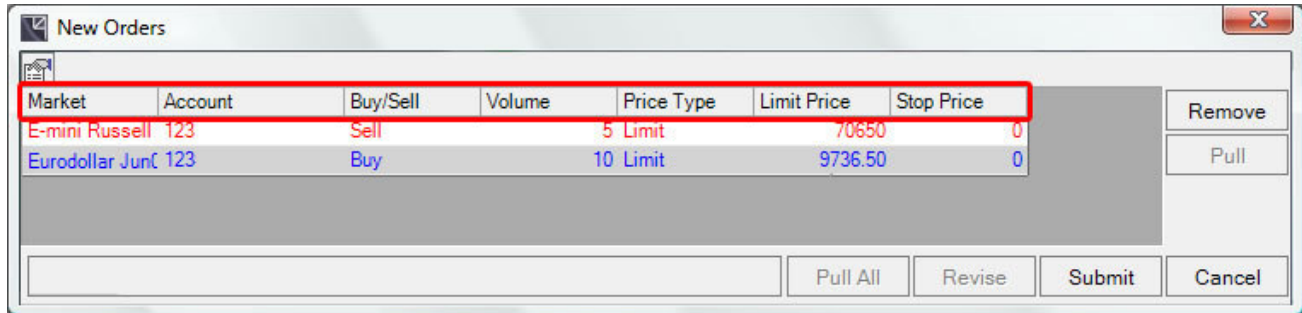 New Orders
Market Account Buy/Sell Volume Price Type Limit Price Stop Price
E-mini Russell 123 Sell 5 Limit 70650 0
Eurodollar Jun 123 Buy 10 Limit 9736.50 0
Remove
Pull
Pull All Revise Submit Cancel